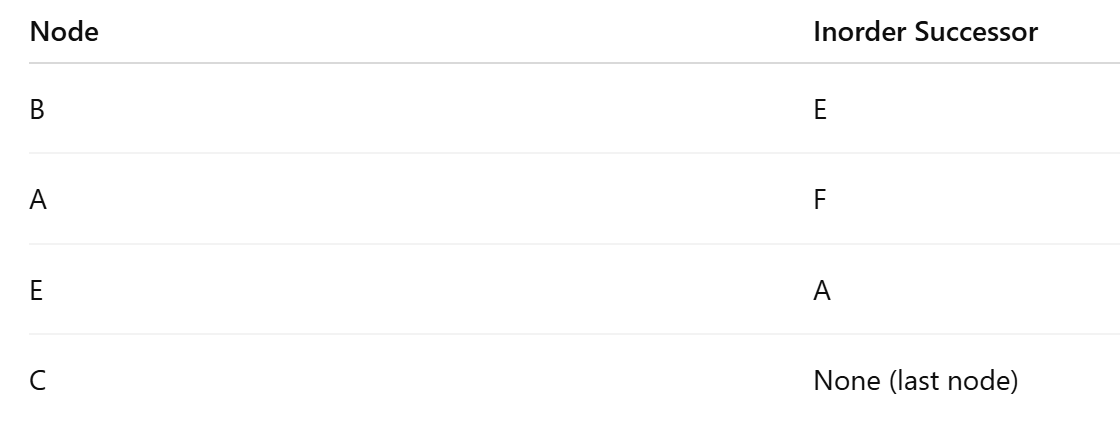 Node Inorder Successor
B E
A F
E A
C None (last node)